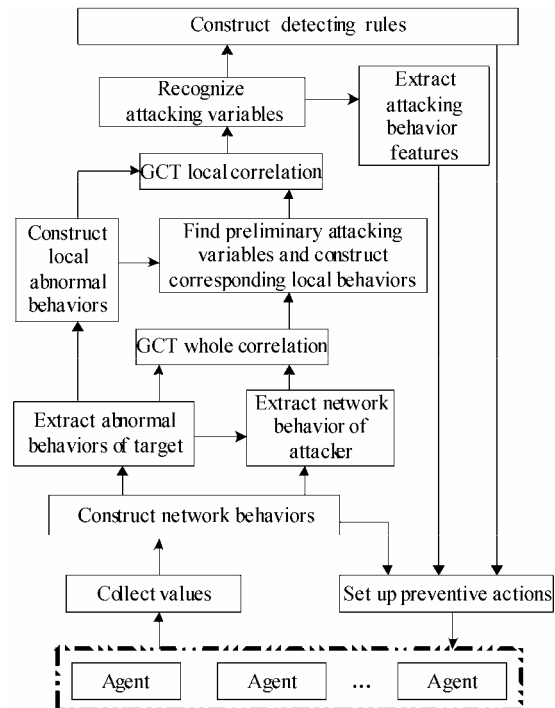 Construct detecting rules
Recognize
attacking variables
Extract
attacking
behavior
features
GCT local correlation
Construct
local
abnormal
behaviors
Find preliminary attacking
variables and construct
corresponding local behaviors
GCT whole correlation
Extract abnormal
behaviors of target
Extract network
behavior of
attacker
Construct network behaviors
Collect values
Set up preventive actions
Agent
Agent
...
Agent